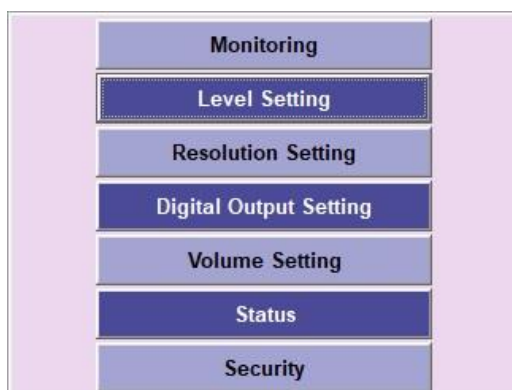 Monitoring
Level Setting
Resolution Setting
Digital Output Setting
Volume Setting
Status
Security